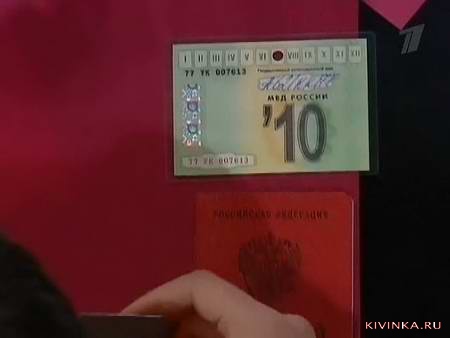 1
I II III IV V VI VIII IX X XI XII
77 УК 007613
МВД РОССИИ
'10
77 УК 007613
РОССИЙСКАЯ ФЕДЕРАЦИЯ
KIVINKA.RU